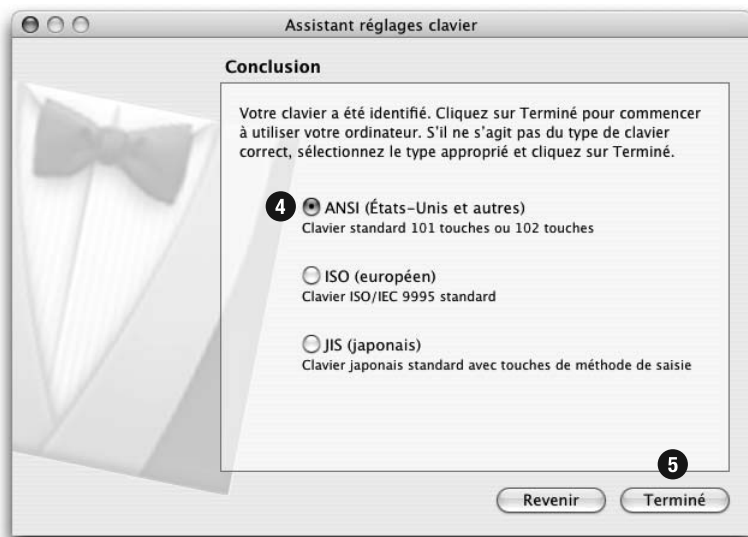 Assistant réglages clavier
Conclusion
Votre clavier a été identifié. Cliquez sur Terminé pour commencer
à utiliser votre ordinateur. S'il ne s'agit pas du type de clavier
correct, sélectionnez le type approprié et cliquez sur Terminé.
4 ANSI (États-Unis et autres)
Clavier standard 101 touches ou 102 touches
ISO (européen)
Clavier ISO/IEC 9995 standard
JIS (japonais)
Clavier japonais standard avec touches de méthode de saisie
5
Revenir Terminé